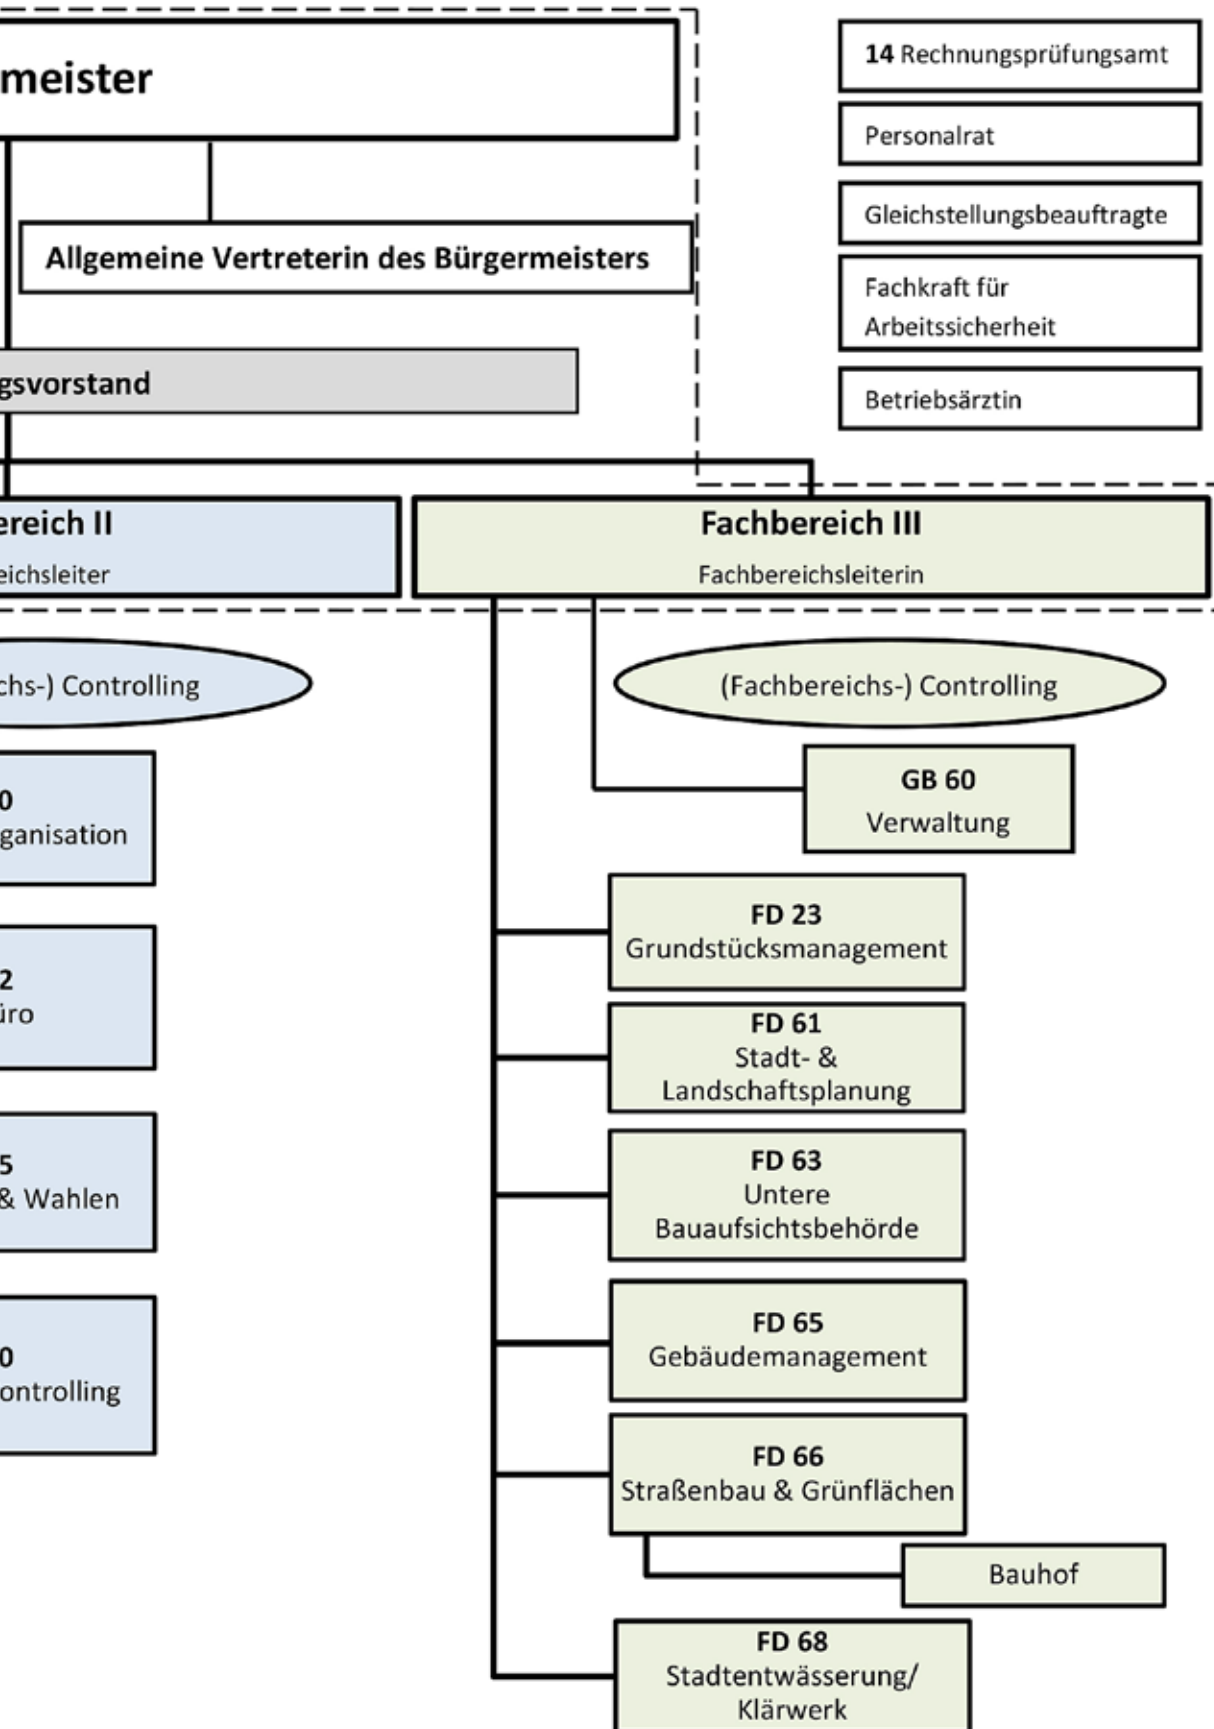 meister
Allgemeine Vertreterin des Bürgermeisters
gsvorstand
14 Rechnungsprüfungsamt
Personalrat
Gleichstellungsbeauftragte
Fachkraft für
Arbeitssicherheit
Betriebsärztin
ereich II
eichsleiter
chs-) Controlling
0
ganisation
2
üro
5
& Wahlen
0
ontrolling
Fachbereich III
Fachbereichsleiterin
(Fachbereichs-) Controlling
GB 60
Verwaltung
FD 23
Grundstücksmanagement
FD 61
Stadt- &
Landschaftsplanung
FD 63
Untere
Bauaufsichtsbehörde
FD 65
Gebäudemanagement
FD 66
Straßenbau & Grünflächen
Bauhof
FD 68
Stadtentwässerung/
Klärwerk